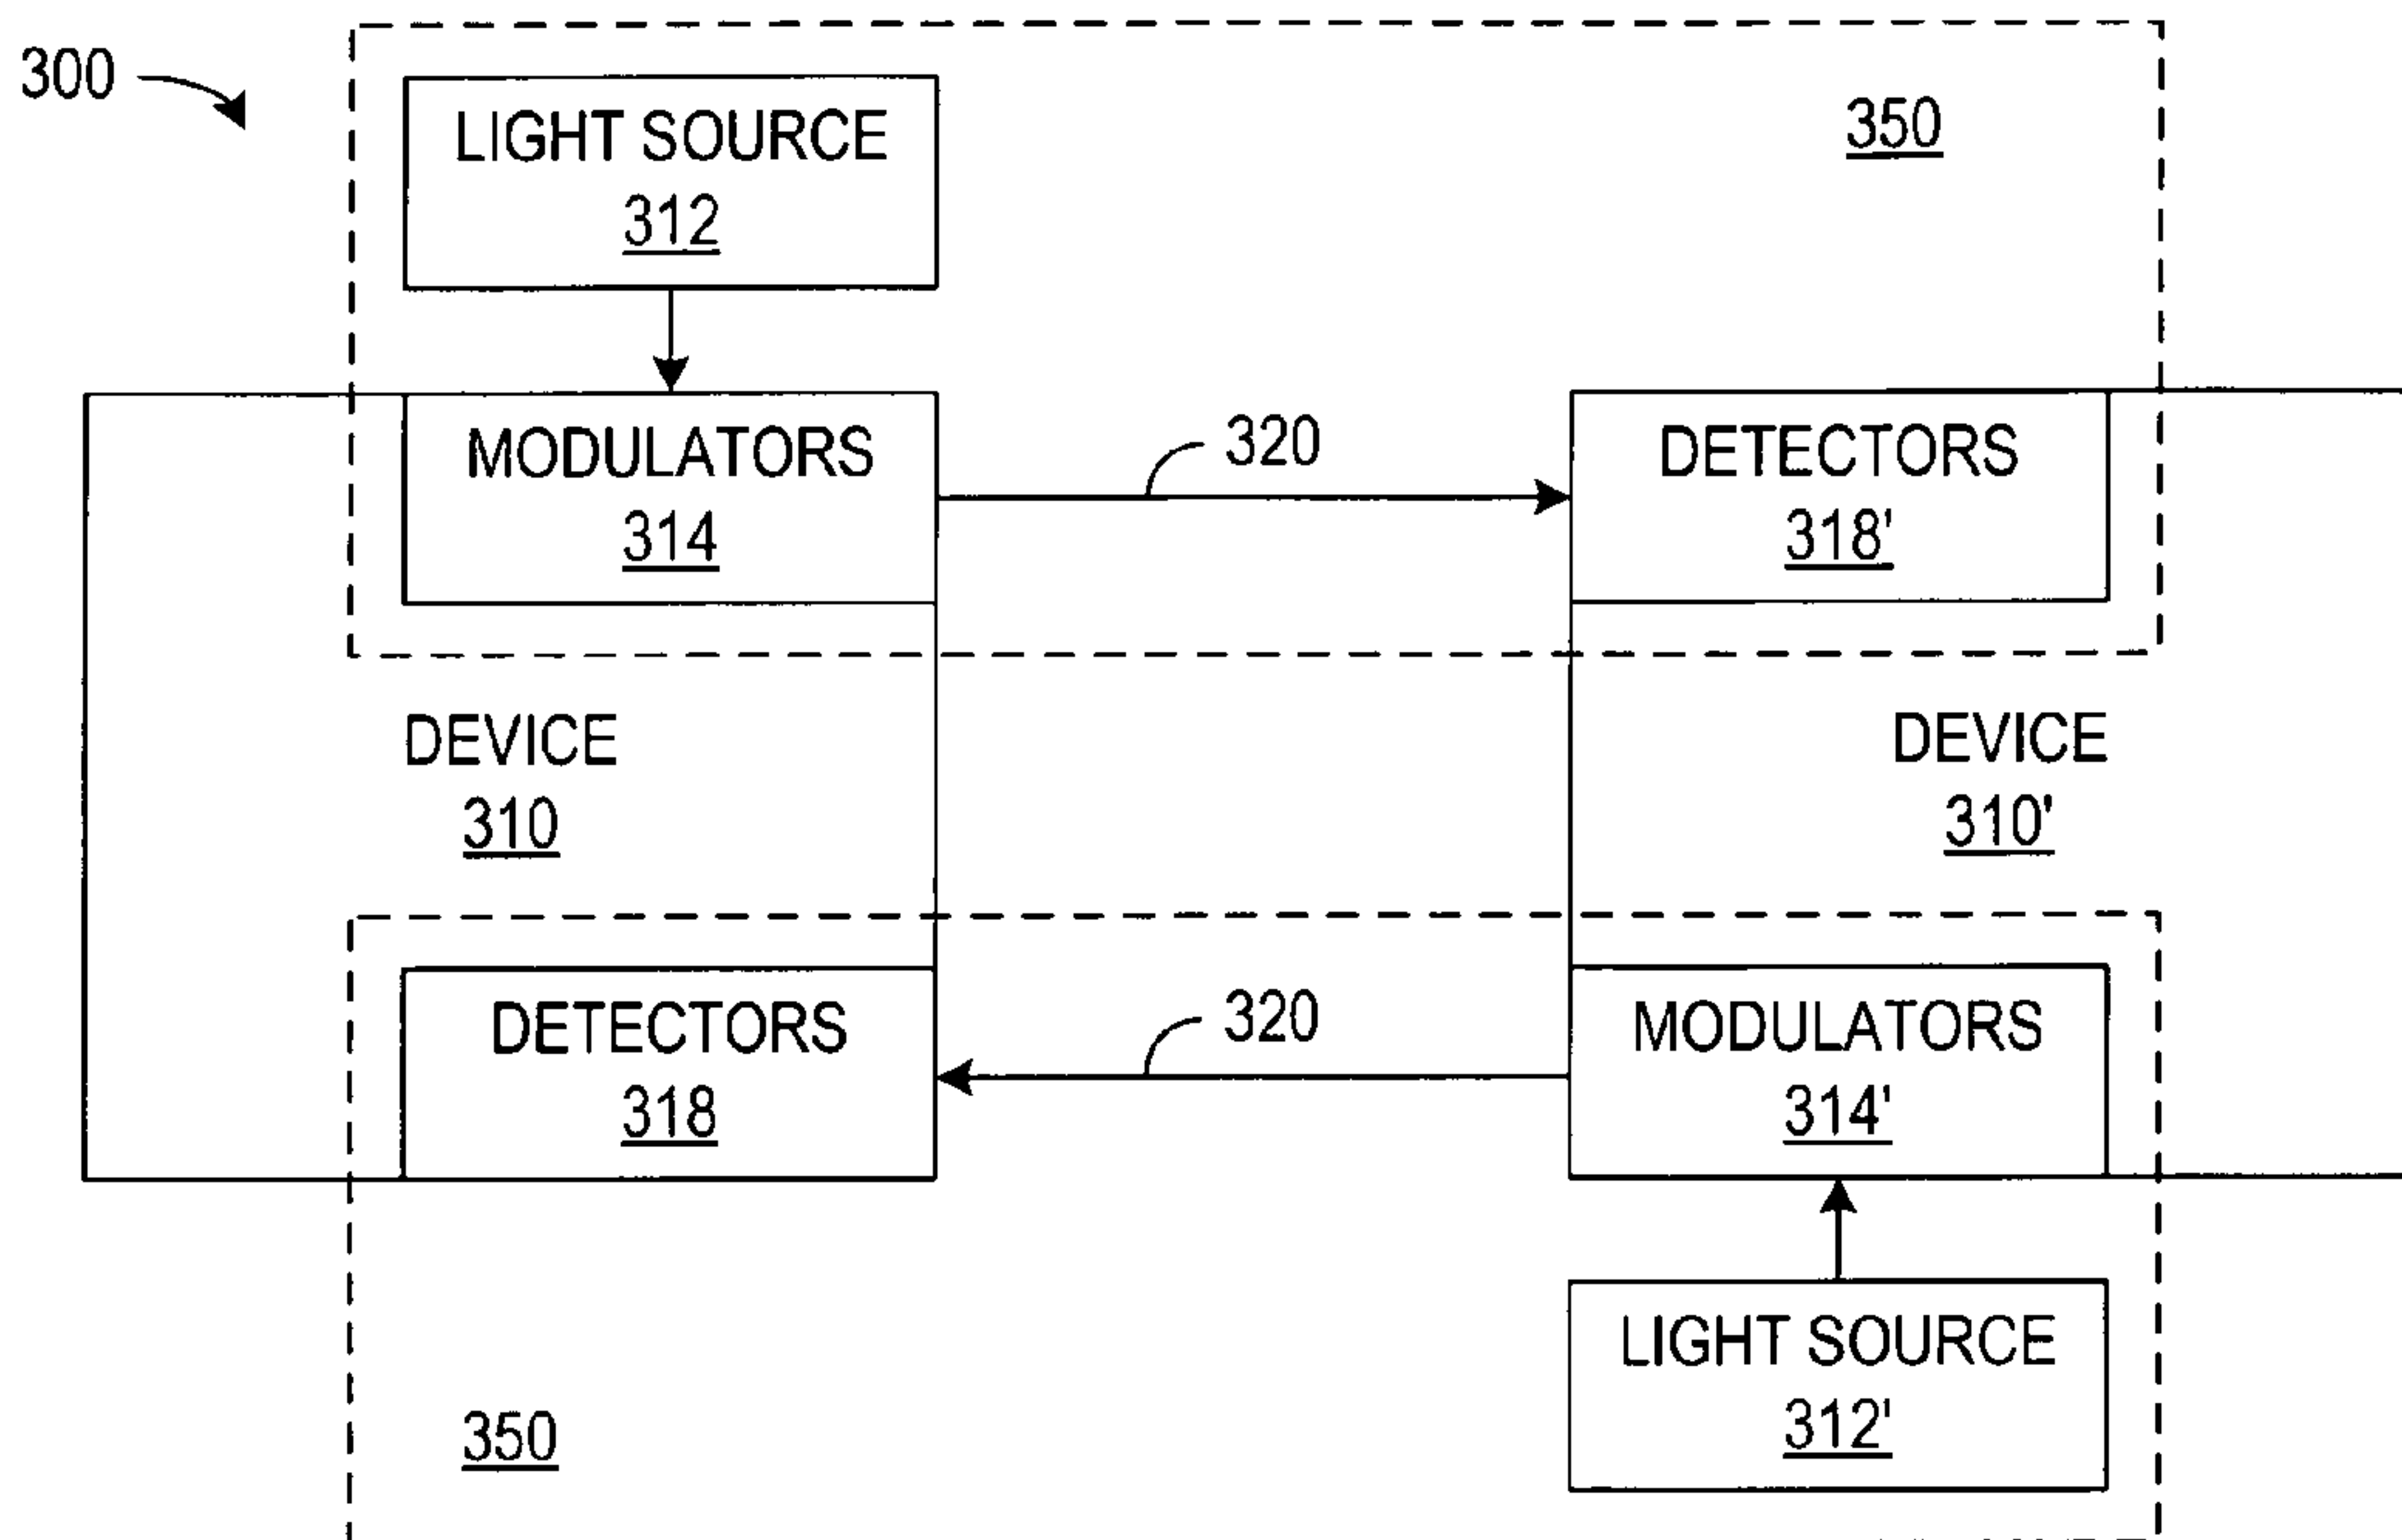 300
LIGHT SOURCE
312
350
MODULATORS
314
320
DETECTORS
318'
DEVICE
310
DEVICE
310'
DETECTORS
318
320
MODULATORS
314'
LIGHT SOURCE
312'
350